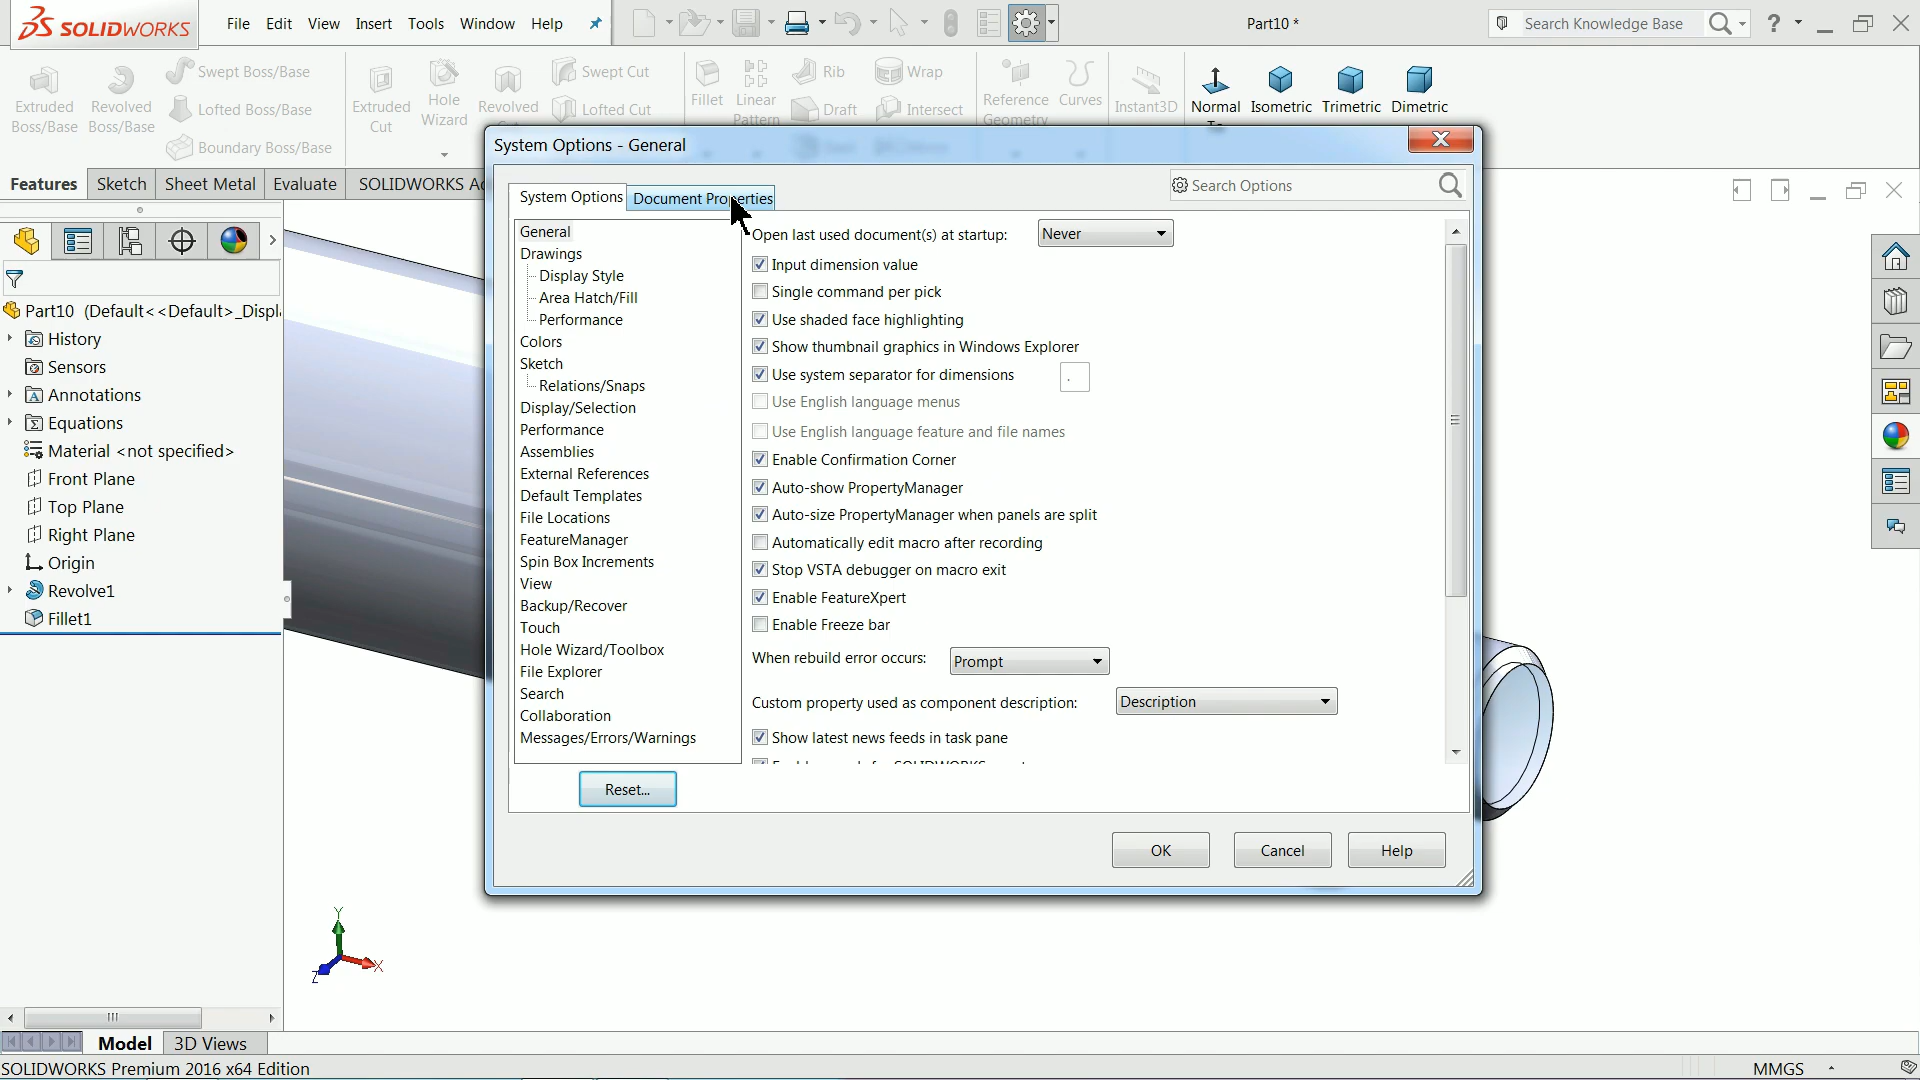 SOLIDWORKS
File Edit View Insert Tools Window Help
Part10 *
Search Knowledge Base
?
Extruded Boss/Base
Revolved Boss/Base
Swept Boss/Base
Lofted Boss/Base
Boundary Boss/Base
Extruded Cut
Hole Wizard
Revolved
Swept Cut
Lofted Cut
Fillet
Linear Pattern
Rib
Draft
Wrap
Intersect
Reference Geometry
Curves
Instant3D
Normal To
Isometric
Trimetric
Dimetric
Features Sketch Sheet Metal Evaluate SOLIDWORKS Ad
Part10 (Default<<Default>_Displ
History
Sensors
Annotations
Equations
Material <not specified>
Front Plane
Top Plane
Right Plane
Origin
Revolve1
Fillet1
System Options - General
System Options Document Properties
Search Options
General
Drawings
Display Style
Area Hatch/Fill
Performance
Colors
Sketch
Relations/Snaps
Display/Selection
Performance
Assemblies
External References
Default Templates
File Locations
FeatureManager
Spin Box Increments
View
Backup/Recover
Touch
Hole Wizard/Toolbox
File Explorer
Search
Collaboration
Messages/Errors/Warnings
Reset...
Open last used document(s) at startup: Never
Input dimension value
Single command per pick
Use shaded face highlighting
Show thumbnail graphics in Windows Explorer
Use system separator for dimensions .
Use English language menus
Use English language feature and file names
Enable Confirmation Corner
Auto-show PropertyManager
Auto-size PropertyManager when panels are split
Automatically edit macro after recording
Stop VSTA debugger on macro exit
Enable FeatureXpert
Enable Freeze bar
When rebuild error occurs: Prompt
Custom property used as component description: Description
Show latest news feeds in task pane
OK Cancel Help
Y
X
Z
Model 3D Views
SOLIDWORKS Premium 2016 x64 Edition
MMGS